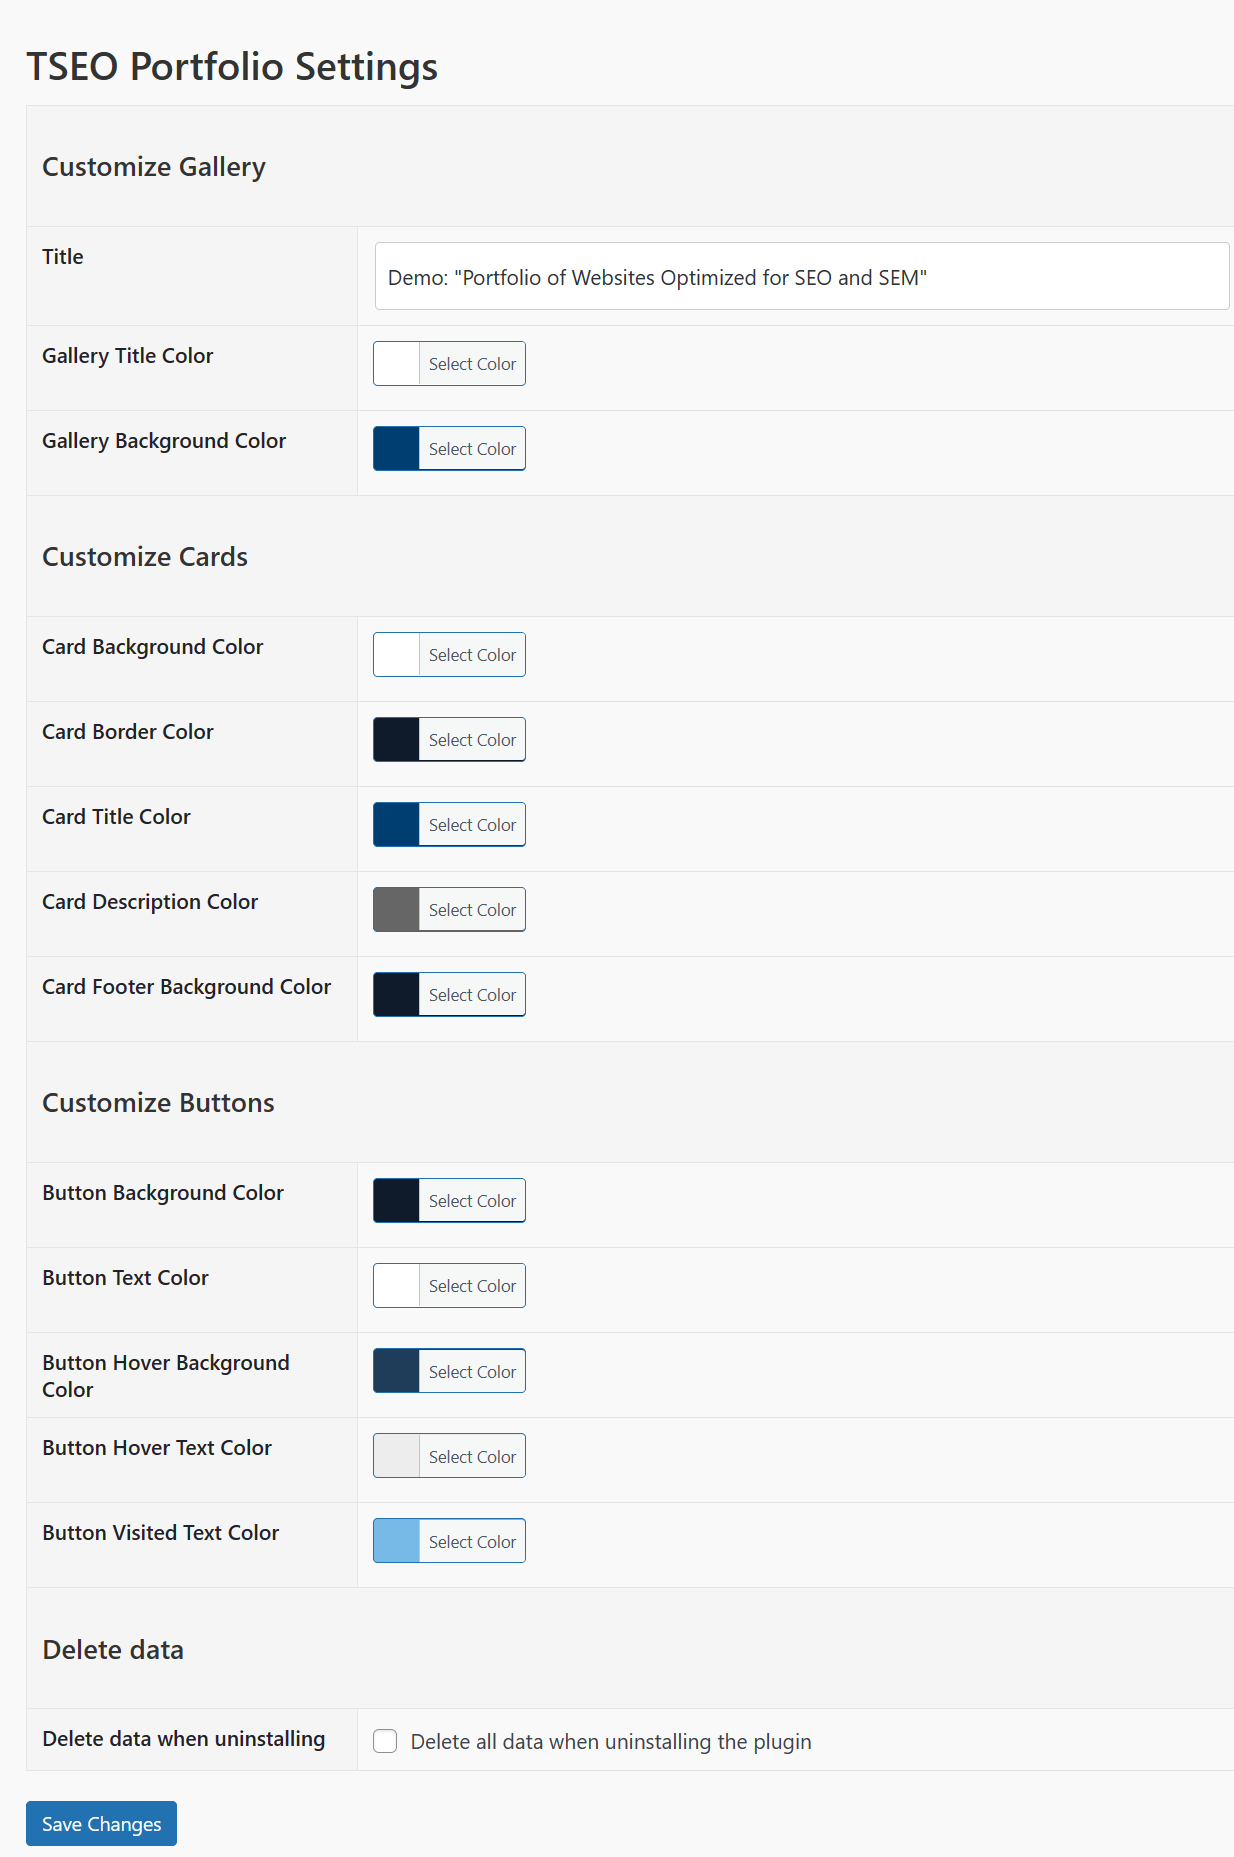 TSEO Portfolio Settings
Customize Gallery
Title
Demo: "Portfolio of Websites Optimized for SEO and SEM"
Gallery Title Color
Select Color
Gallery Background Color
Select Color
Customize Cards
Card Background Color
Select Color
Card Border Color
Select Color
Card Title Color
Select Color
Card Description Color
Select Color
Card Footer Background Color
Select Color
Customize Buttons
Button Background Color
Select Color
Button Text Color
Select Color
Button Hover Background
Color
Select Color
Button Hover Text Color
Select Color
Button Visited Text Color
Select Color
Delete data
Delete data when uninstalling
Delete all data when uninstalling the plugin
Save Changes